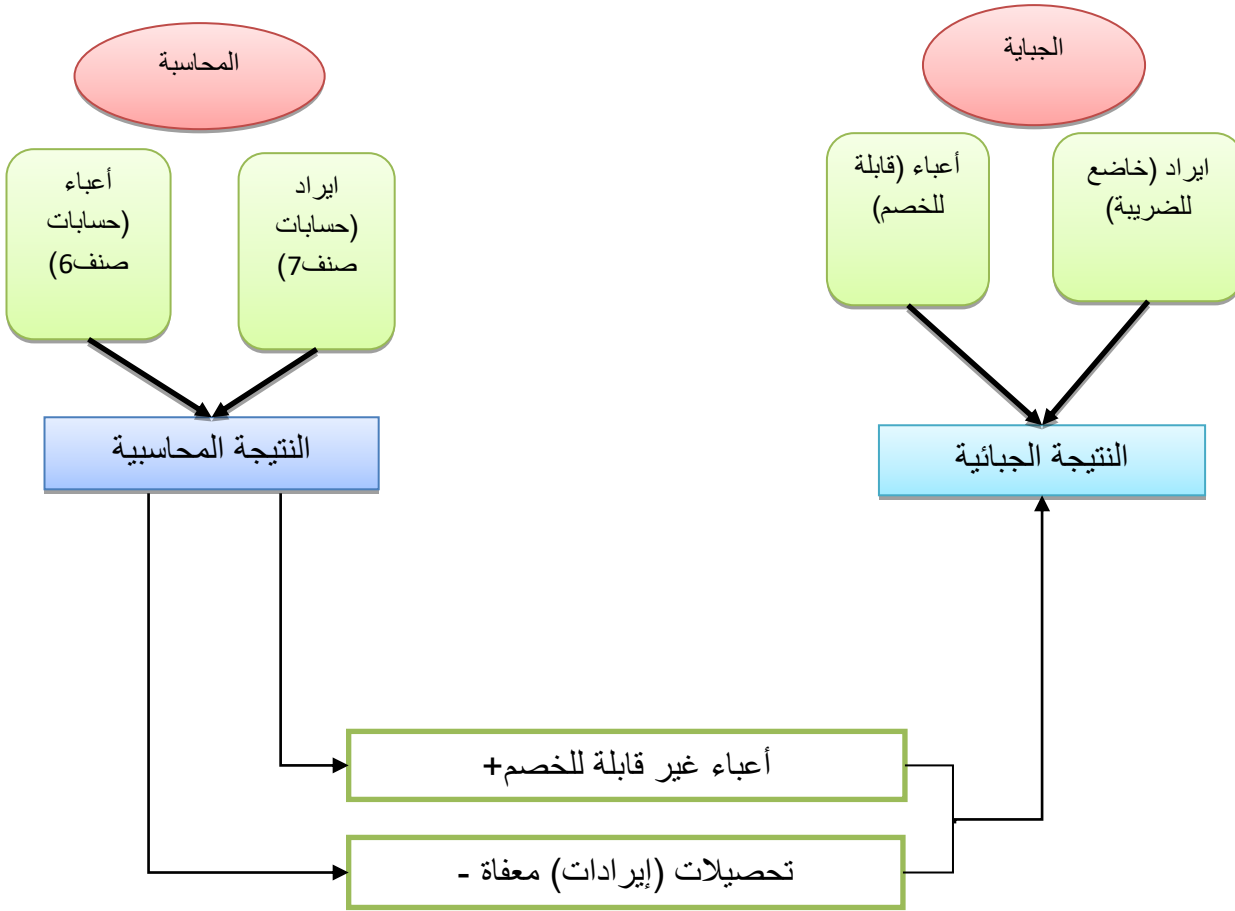 الجباية
المحاسبة
ايراد (خاضع
للضريبة)
أعباء (قابلة
للخصم)
ايراد
(حسابات
صنف7)
أعباء
(حسابات
صنف6)
النتيجة الجبائية
النتيجة المحاسبية
أعباء غير قابلة للخصم+
تحصيلات (إيرادات) معفاة -